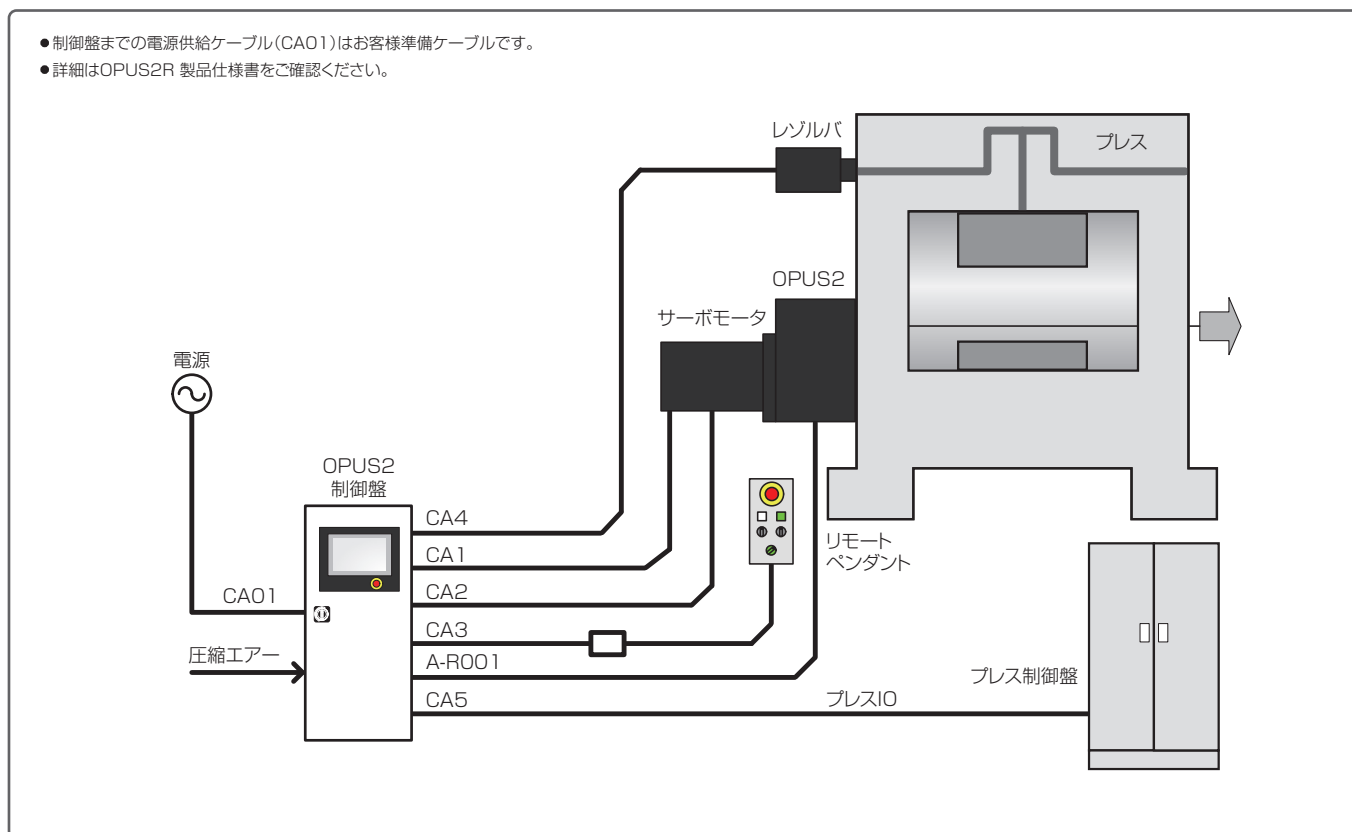 ●制御盤までの電源供給ケーブル(CA01)はお客様準備ケーブルです。
●詳細はOPUS2R 製品仕様書をご確認ください。
レゾルバ
プレス
OPUS2
サーボモータ
電源
OPUS2
制御盤
CA4
CA1
リモート
ペンダント
CA01
CA2
CA3
圧縮エアー
A-R001
プレス制御盤
CA5
プレスIO